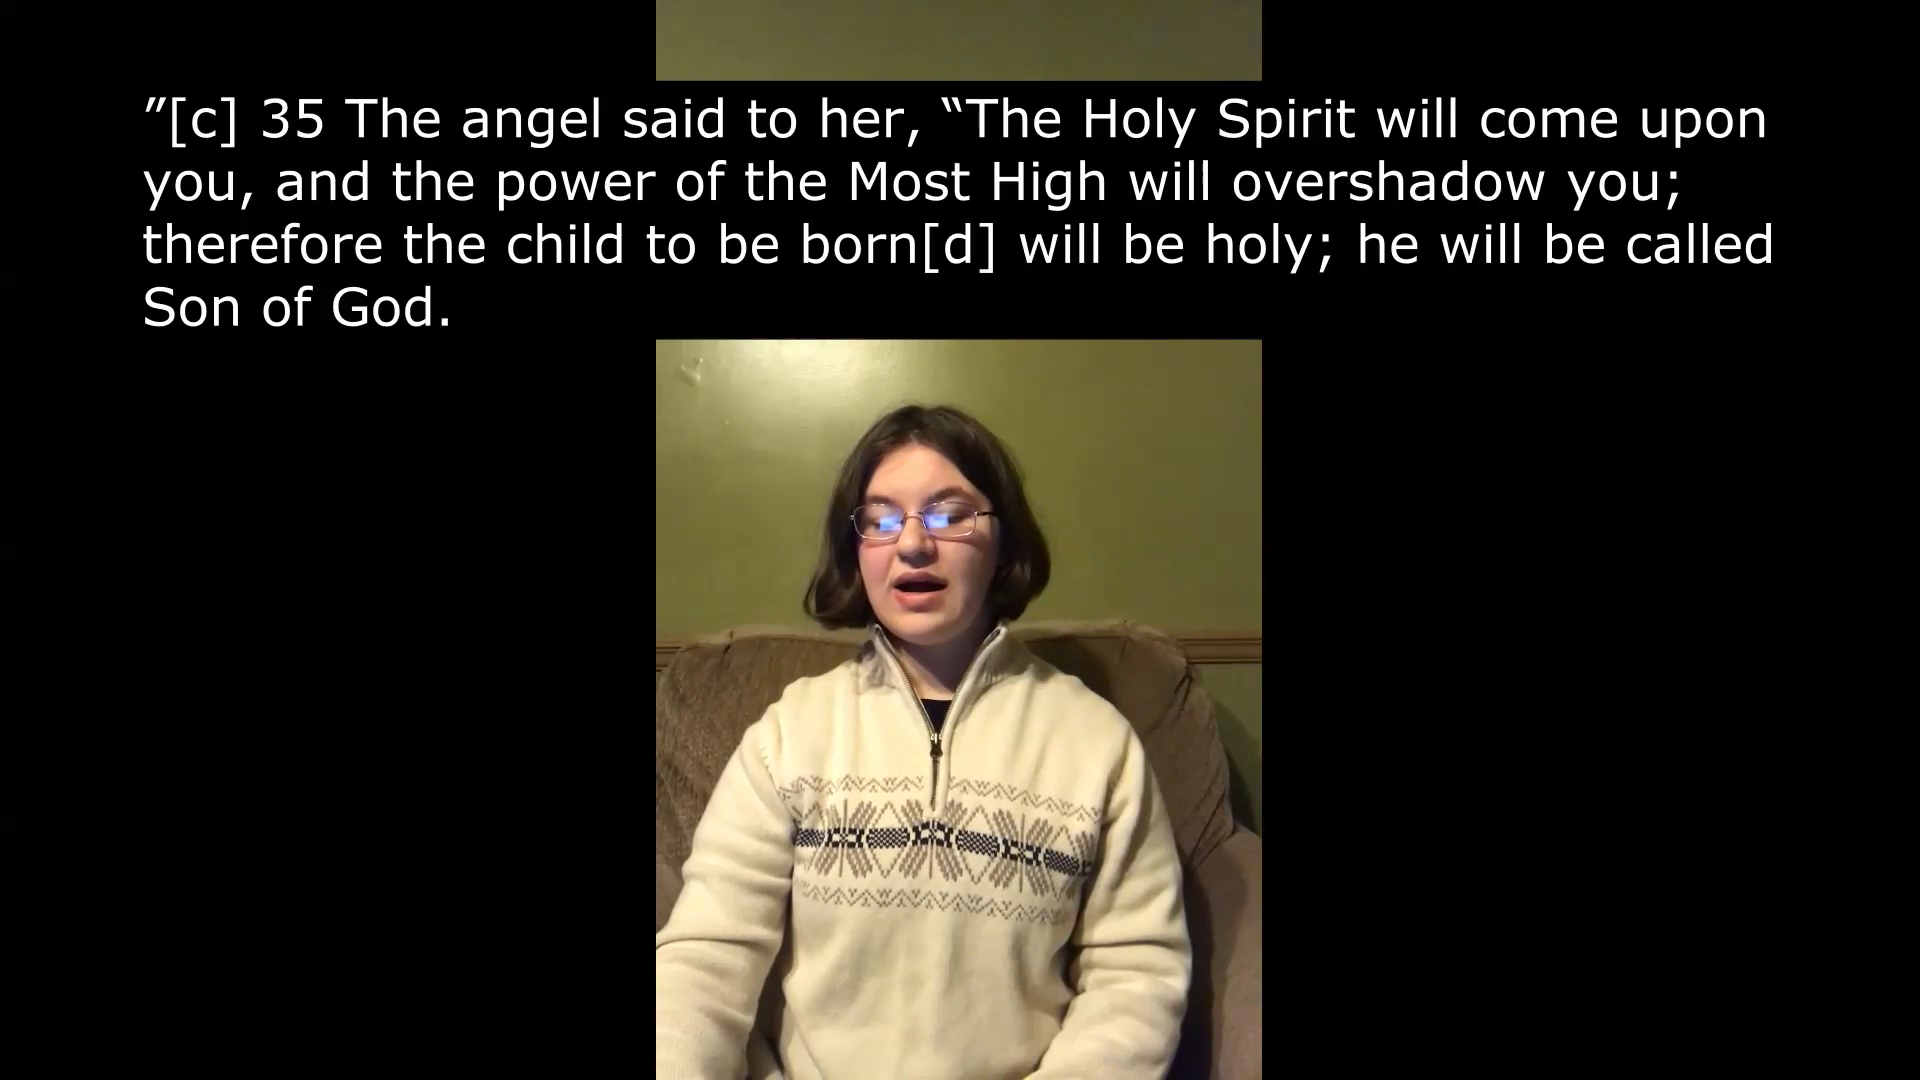 ”[c] 35 The angel said to her, “The Holy Spirit will come upon
you, and the power of the Most High will overshadow you;
therefore the child to be born[d] will be holy; he will be called
Son of God.